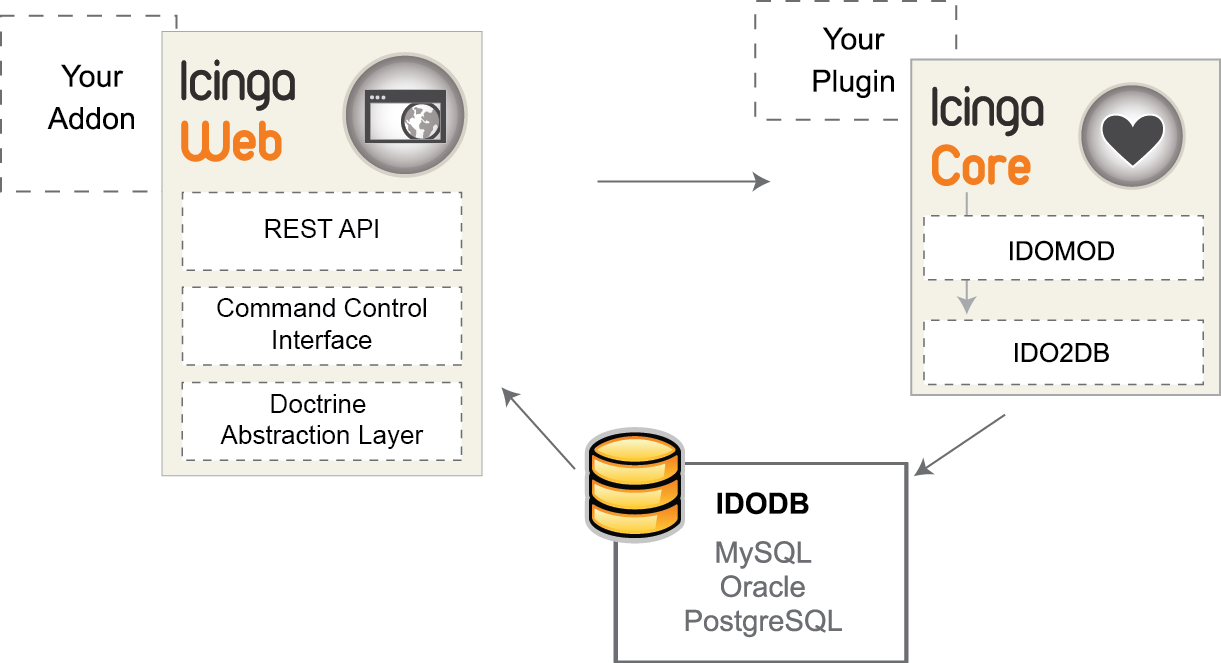 Your
Addon
Icinga
Web
REST API
Command Control
Interface
Doctrine
Abstraction Layer
Your
Plugin
Icinga
Core
IDOMOD
IDO2DB
IDODB
MySQL
Oracle
PostgreSQL